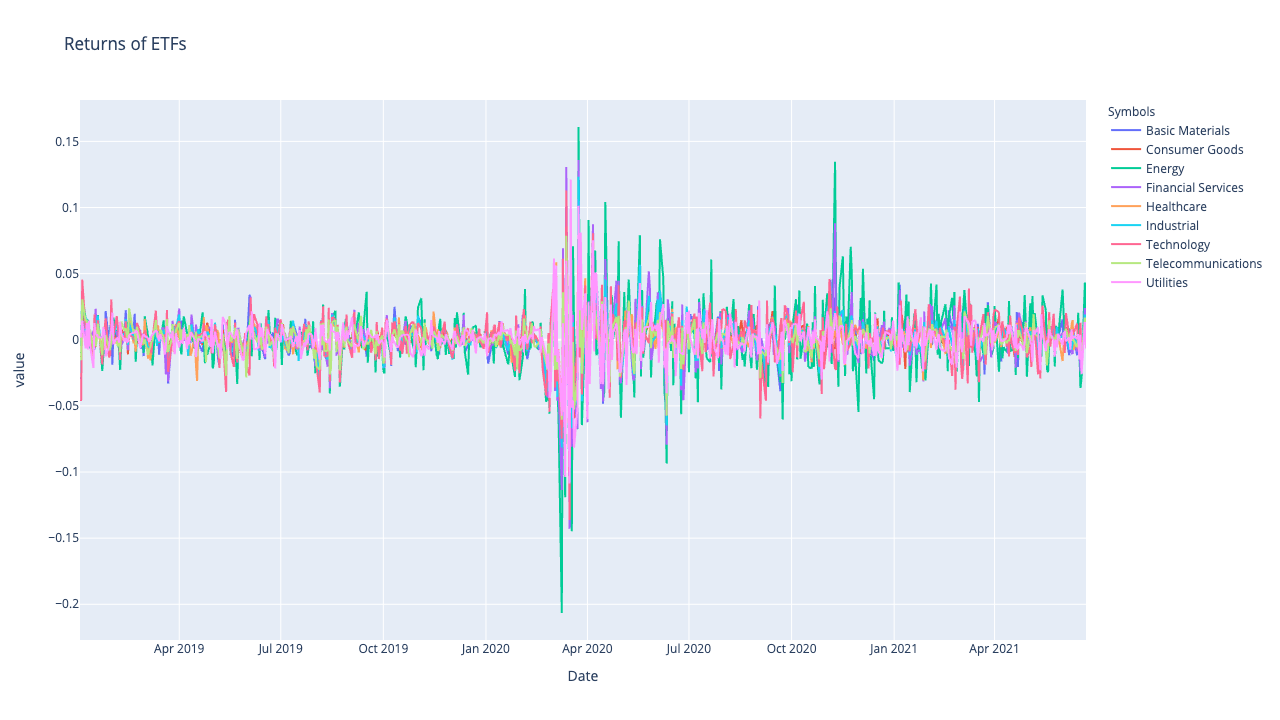 Returns of ETFs
Symbols
Basic Materials
Consumer Goods
Energy
Financial Services
Healthcare
Industrial
Technology
Telecommunications
Utilities
value
0.15
0.1
0.05
0
−0.05
−0.1
−0.15
−0.2
Apr 2019
Jul 2019
Oct 2019
Jan 2020
Apr 2020
Jul 2020
Oct 2020
Jan 2021
Apr 2021
Date